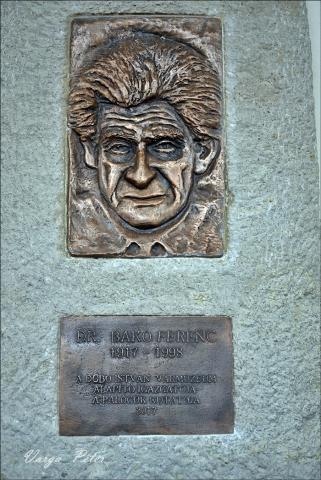 DR. BAKÓ FERENC
1917 - 1998
A DOBÓ ISTVÁN VÁRMÚZEUM
ALAPÍTÓ IGAZGATÓJA
A PALÓCOK KUTATÓJA
2017
Varga Péter